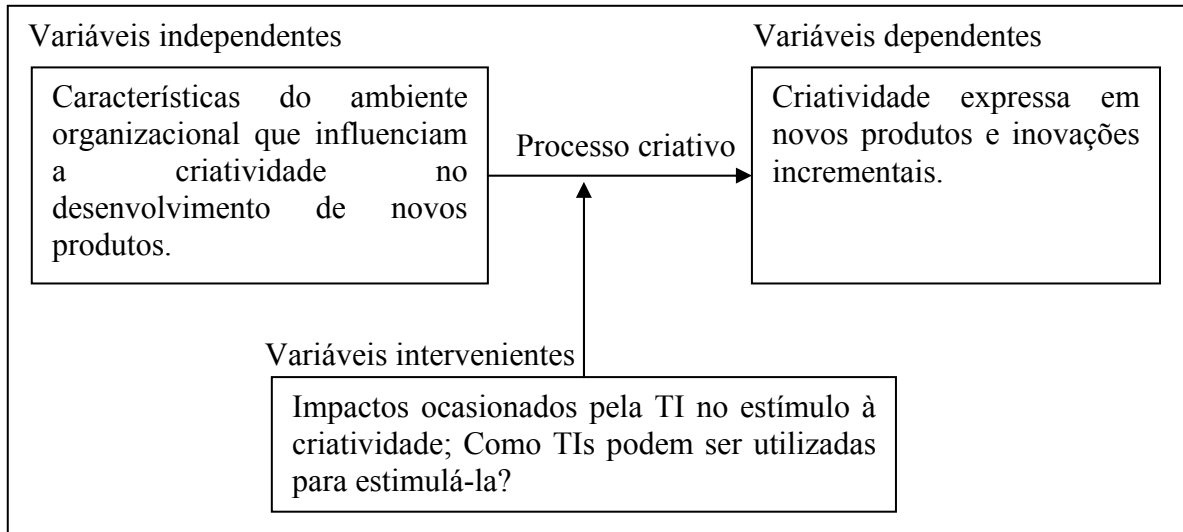 Variáveis independentes
Características do ambiente
organizacional que influenciam
a criatividade no
desenvolvimento de novos
produtos.
Processo criativo
Variáveis dependentes
Criatividade expressa em
novos produtos e inovações
incrementais.
Variáveis intervenientes
Impactos ocasionados pela TI no estímulo à
criatividade; Como TIs podem ser utilizadas
para estimulá-la?